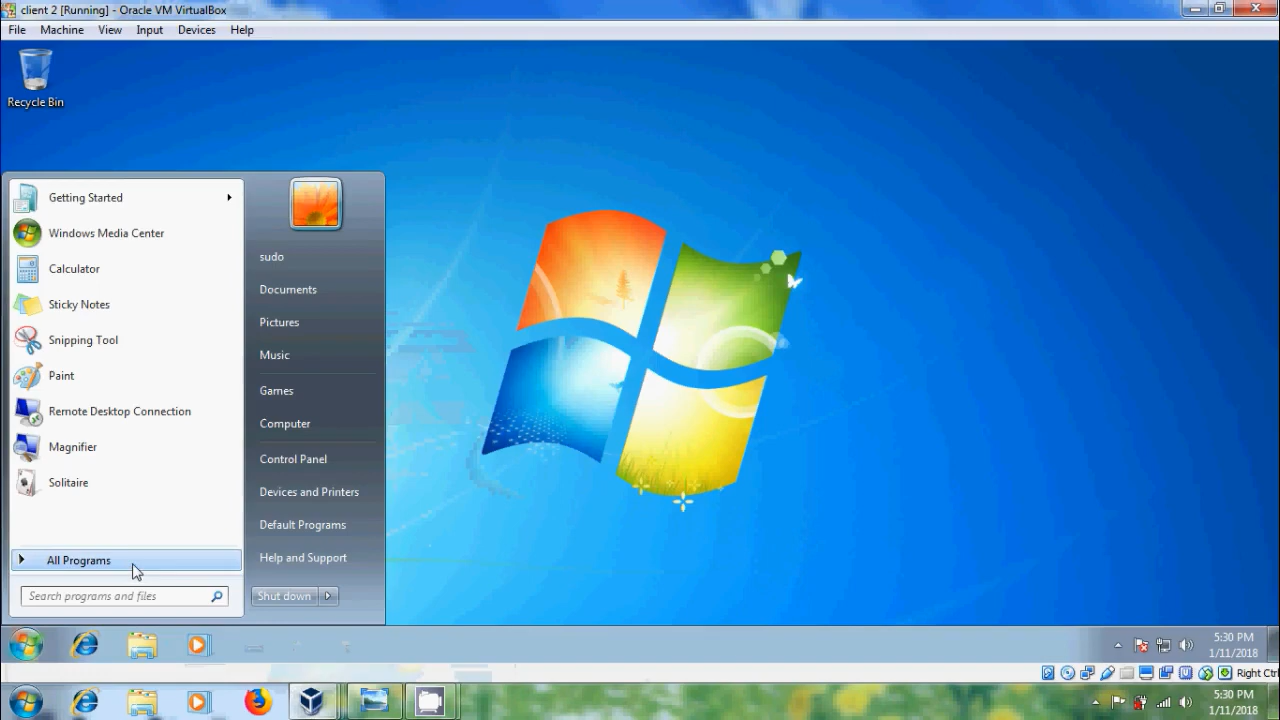 client 2 [Running] - Oracle VM VirtualBox
File Machine View Input Devices Help
Recycle Bin
Getting Started
Windows Media Center
Calculator
Sticky Notes
Snipping Tool
Paint
Remote Desktop Connection
Magnifier
Solitaire
All Programs
Search programs and files
sudo
Documents
Pictures
Music
Games
Computer
Control Panel
Devices and Printers
Default Programs
Help and Support
Shut down
5:30 PM
1/11/2018
Right Ctrl
5:30 PM
1/11/2018